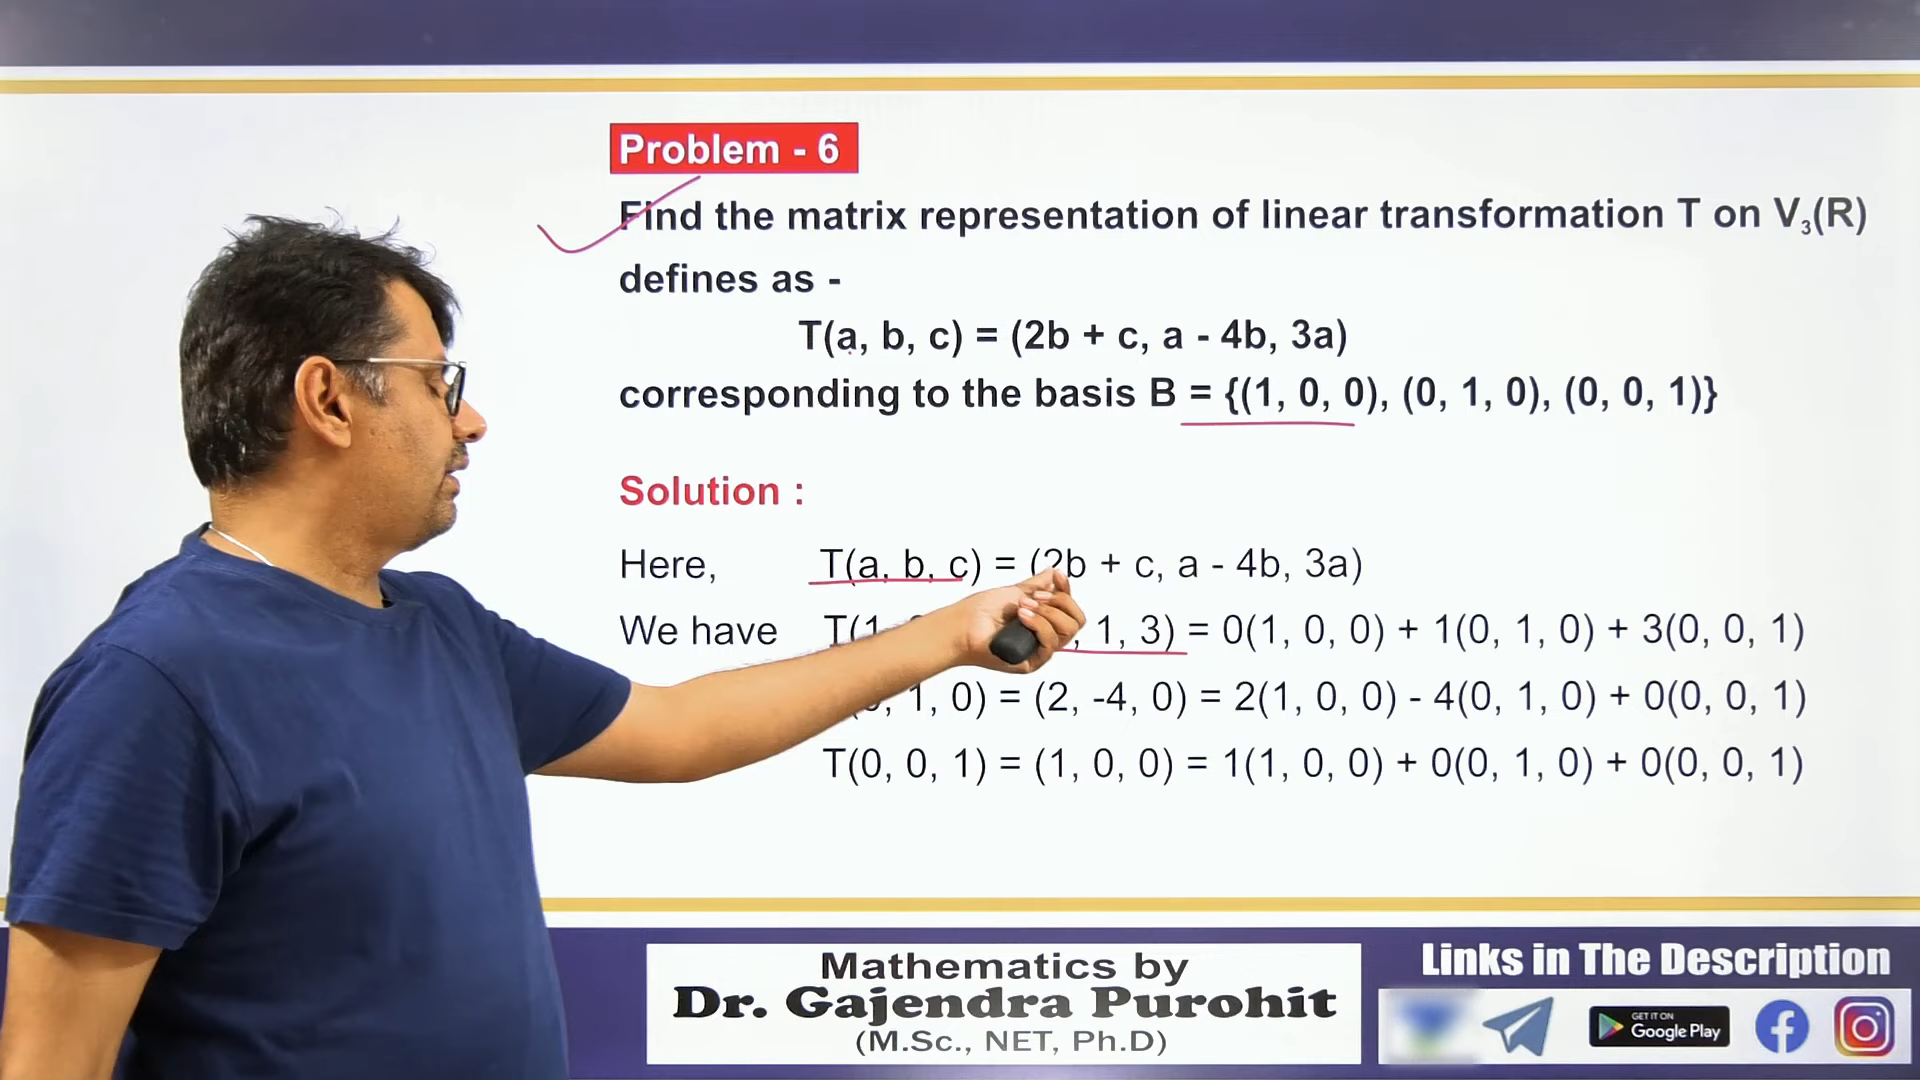 Problem - 6
Find the matrix representation of linear transformation T on V₃(R)
defines as -
T(a, b, c) = (2b + c, a - 4b, 3a)
corresponding to the basis B = {(1, 0, 0), (0, 1, 0), (0, 0, 1)}
Solution :
Here, T(a, b, c) = (2b + c, a - 4b, 3a)
We have T(1, 1, 3) = 0(1, 0, 0) + 1(0, 1, 0) + 3(0, 0, 1)
, 1, 0) = (2, -4, 0) = 2(1, 0, 0) - 4(0, 1, 0) + 0(0, 0, 1)
T(0, 0, 1) = (1, 0, 0) = 1(1, 0, 0) + 0(0, 1, 0) + 0(0, 0, 1)
Mathematics by
Dr. Gajendra Purohit
(M.Sc., NET, Ph.D)
Links in The Description
GET IT ON
Google Play